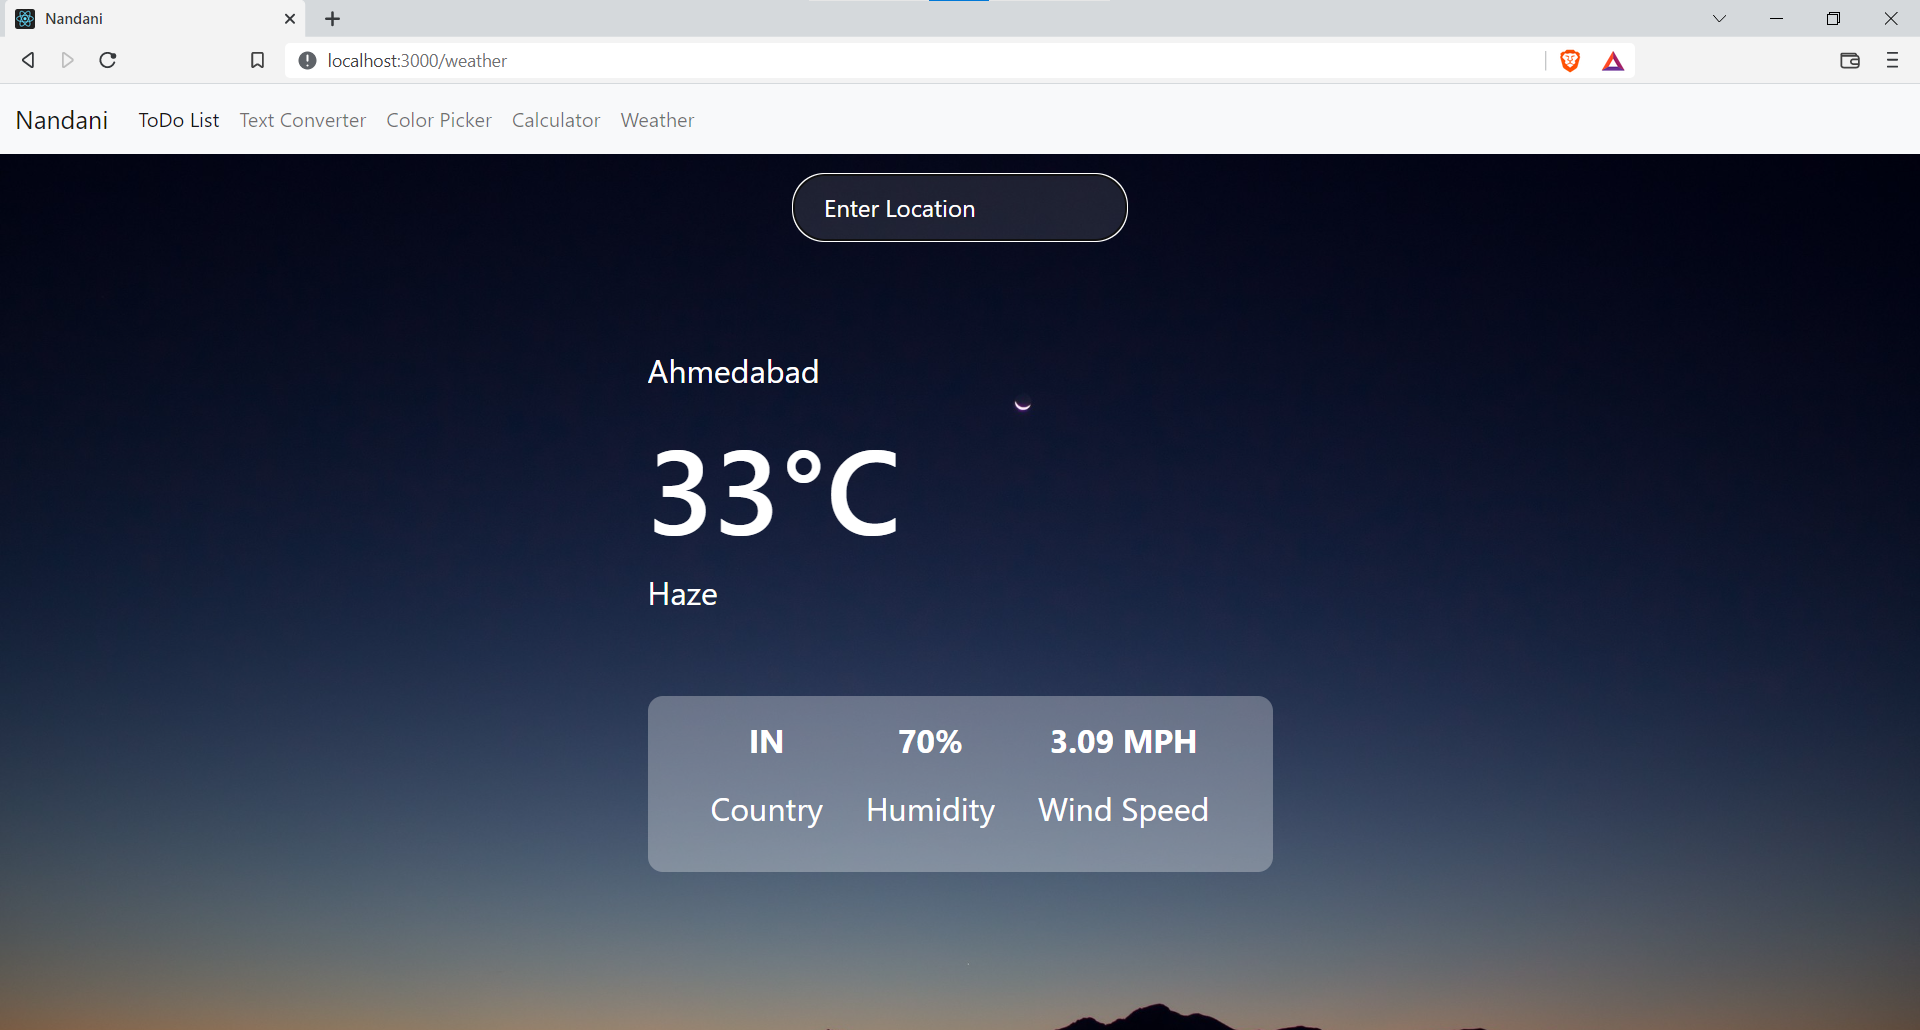 Nandani
localhost:3000/weather
Nandani ToDo List Text Converter Color Picker Calculator Weather
Enter Location
Ahmedabad
33°C
Haze
IN 70% 3.09 MPH
Country Humidity Wind Speed